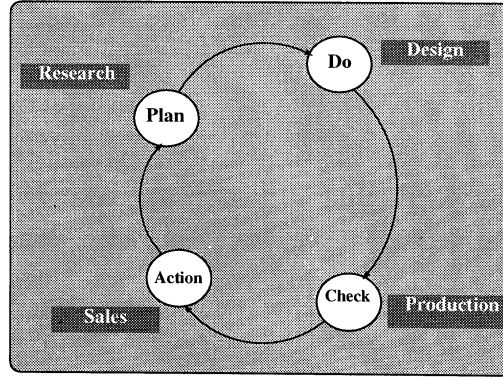 Do
Design
Research
Plan
Action
Check
Sales
Production